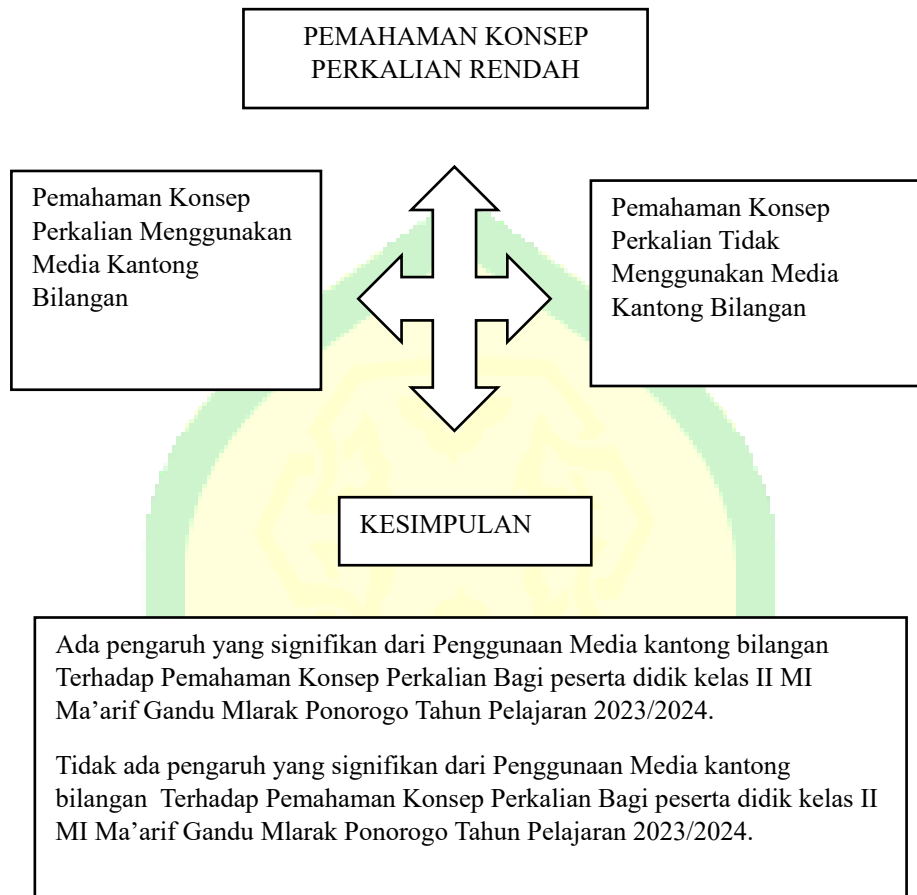 PEMAHAMAN KONSEP
PERKALIAN RENDAH
Pemahaman Konsep
Perkalian Menggunakan
Media Kantong
Bilangan
Pemahaman Konsep
Perkalian Tidak
Menggunakan Media
Kantong Bilangan
KESIMPULAN
Ada pengaruh yang signifikan dari Penggunaan Media kantong bilangan
Terhadap Pemahaman Konsep Perkalian Bagi peserta didik kelas II MI
Ma’arif Gandu Mlarak Ponorogo Tahun Pelajaran 2023/2024.
Tidak ada pengaruh yang signifikan dari Penggunaan Media kantong
bilangan Terhadap Pemahaman Konsep Perkalian Bagi peserta didik kelas II
MI Ma’arif Gandu Mlarak Ponorogo Tahun Pelajaran 2023/2024.